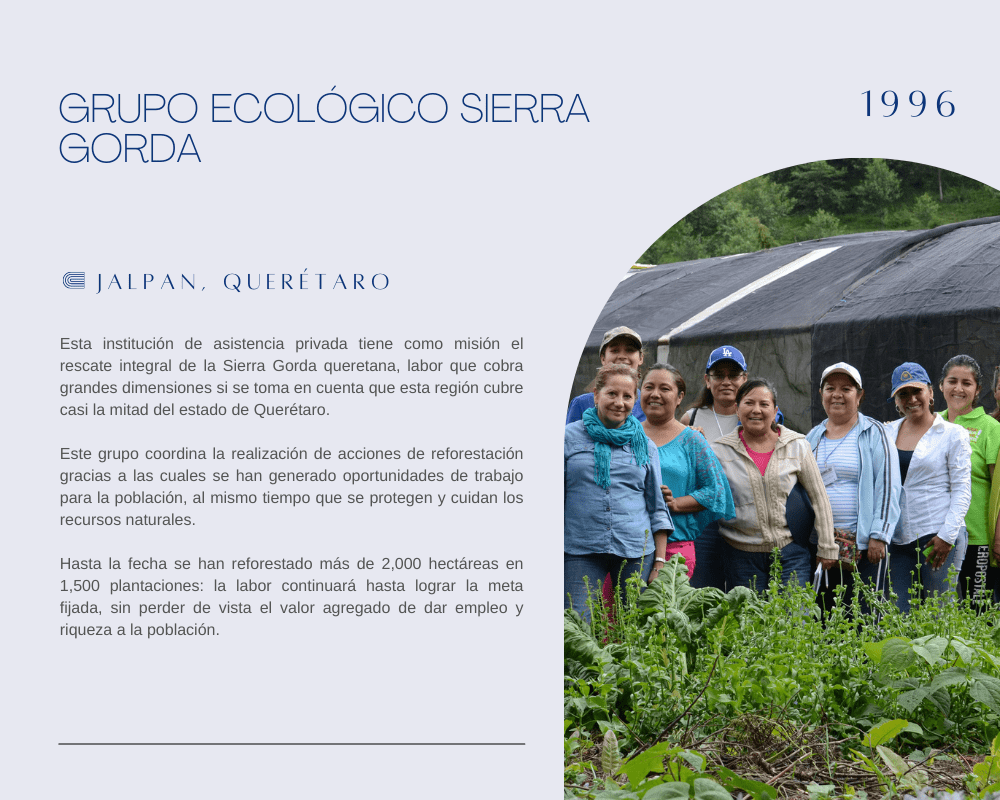 GRUPO ECOLÓGICO SIERRA
GORDA
1996
JALPAN, QUERÉTARO
Esta institución de asistencia privada tiene como misión el
rescate integral de la Sierra Gorda queretana, labor que cobra
grandes dimensiones si se toma en cuenta que esta región cubre
casi la mitad del estado de Querétaro.
Este grupo coordina la realización de acciones de reforestación
gracias a las cuales se han generado oportunidades de trabajo
para la población, al mismo tiempo que se protegen y cuidan los
recursos naturales.
Hasta la fecha se han reforestado más de 2,000 hectáreas en
1,500 plantaciones: la labor continuará hasta lograr la meta
fijada, sin perder de vista el valor agregado de dar empleo y
riqueza a la población.
LA